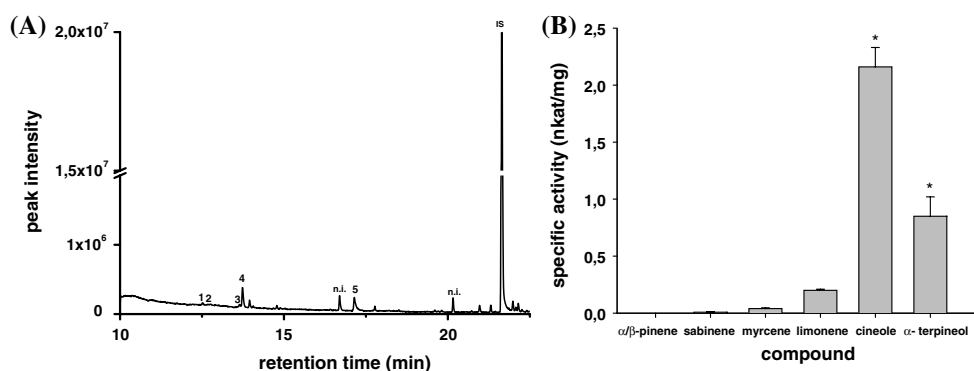 (A)
2,0x10⁷
1,5x10⁷
1x10⁶
0
peak intensity
IS
1 2 3 4 n.i. 5 n.i.
10 15 20
retention time (min)
(B)
2,5
2,0
1,5
1,0
0,5
0,0
specific activity (nkat/mg)
* *
α/β-pinene sabinene myrcene limonene cineole α- terpineol
compound